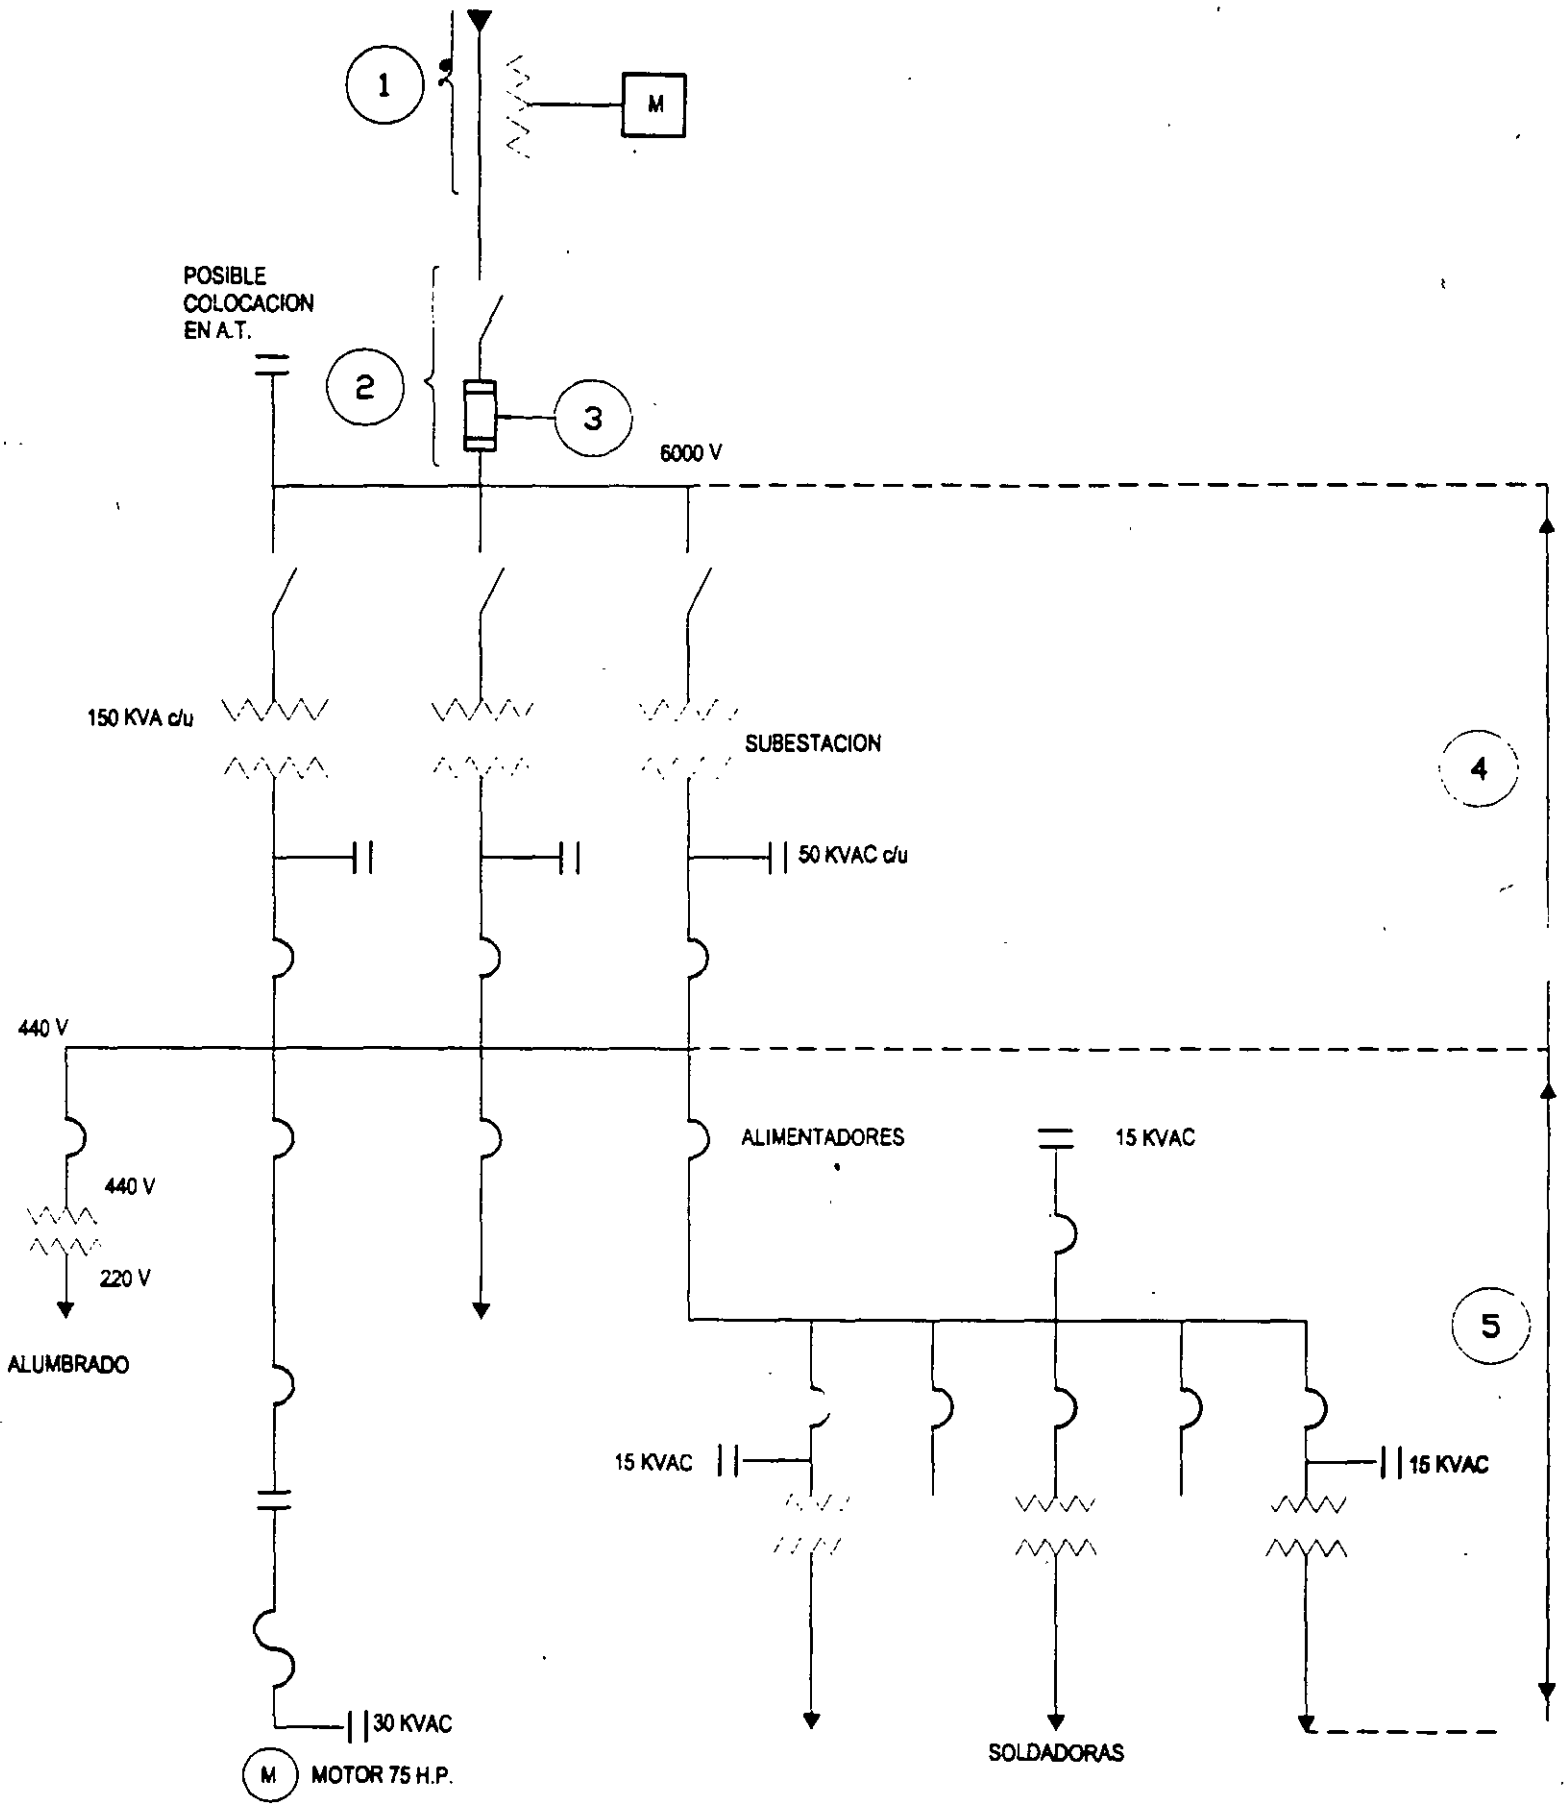 1
M
POSIBLE
COLOCACION
EN A.T.
2
3
6000 V
150 KVA c/u
SUBESTACION
4
50 KVAC c/u
440 V
ALIMENTADORES
15 KVAC
440 V
220 V
5
ALUMBRADO
15 KVAC
15 KVAC
30 KVAC
SOLDADORAS
M
MOTOR 75 H.P.